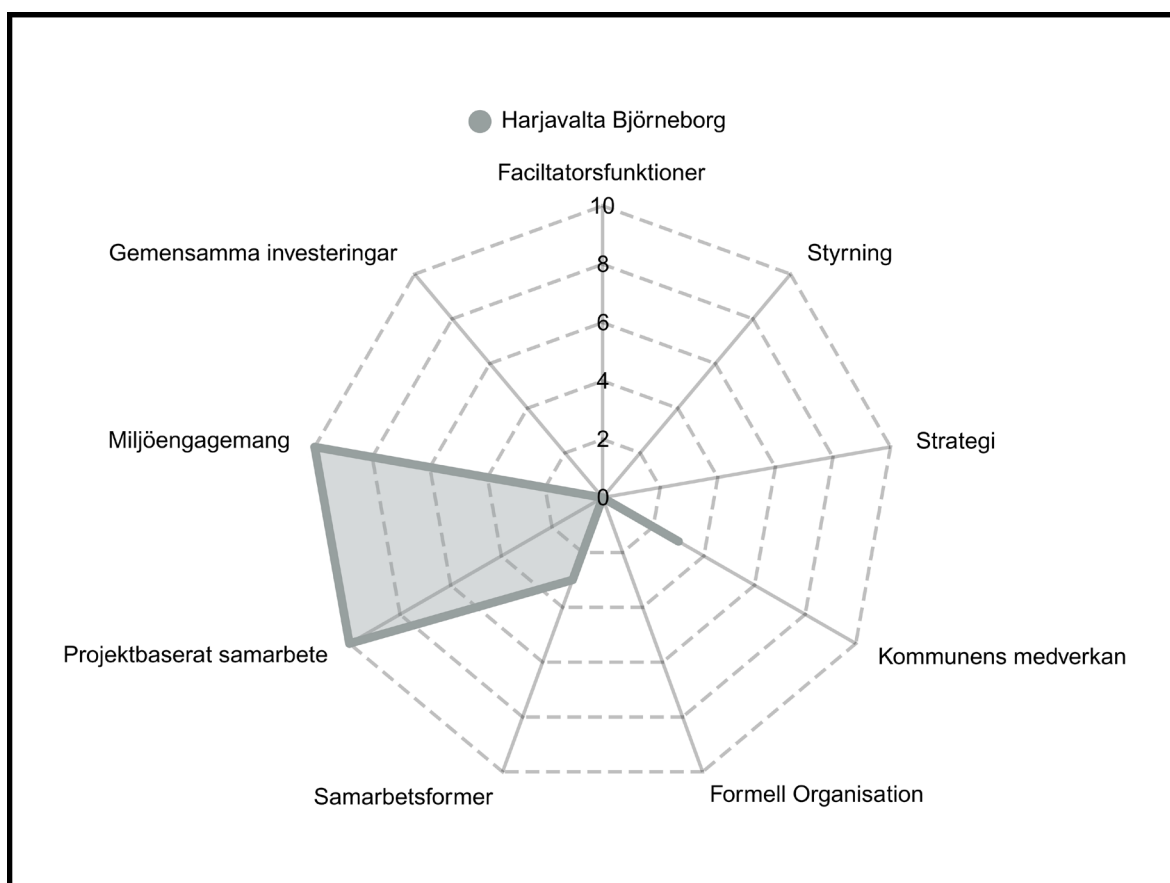 Harjavalta Björneborg
Faciltatorsfunktioner
10
Gemensamma investeringar
Styrning
8
6
4
Miljöengagemang
Strategi
2
0
Projektbaserat samarbete
Kommunens medverkan
Samarbetsformer
Formell Organisation